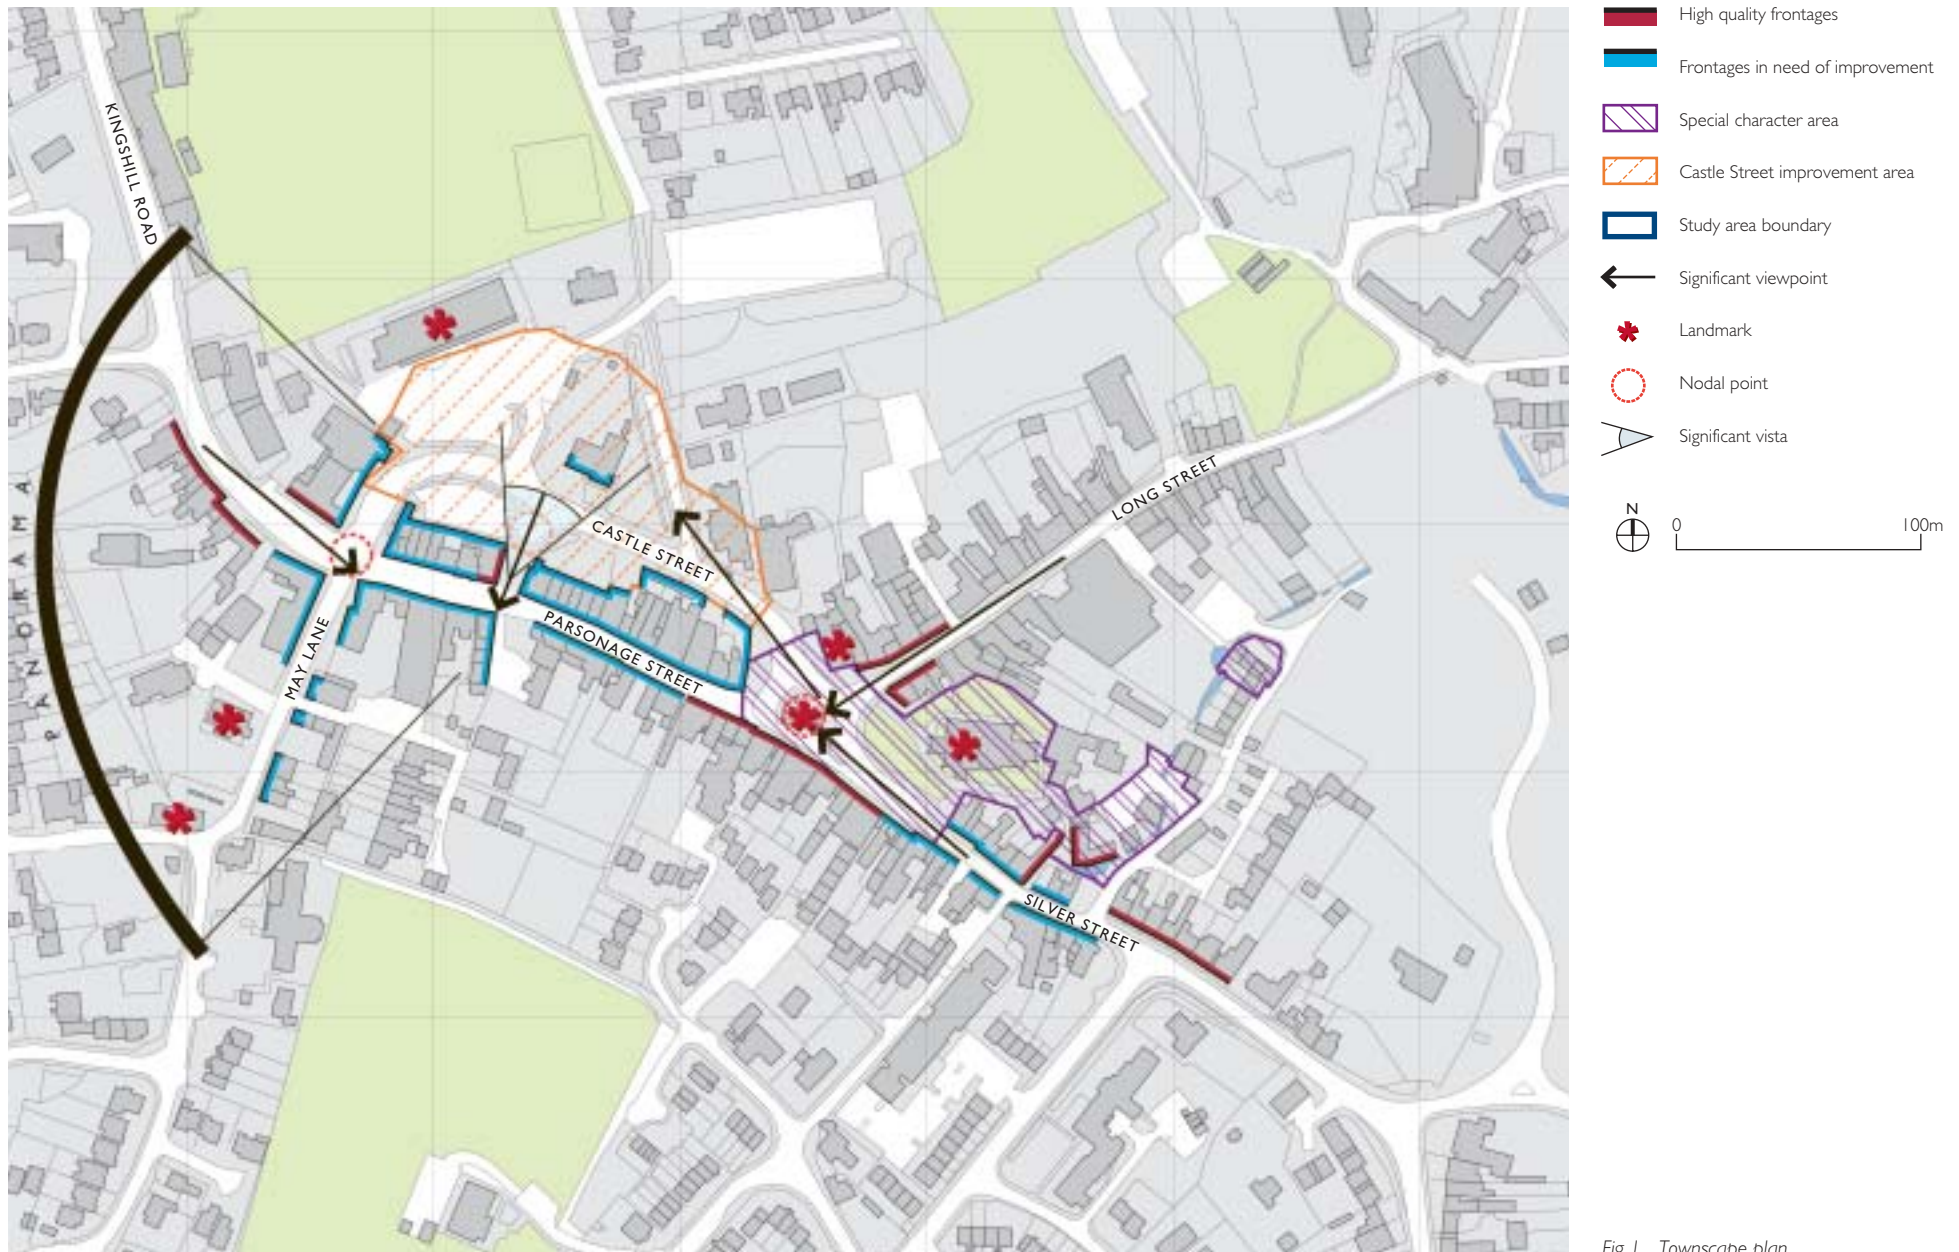 High quality frontages
Frontages in need of improvement
Special character area
Castle Street improvement area
Study area boundary
Significant viewpoint
Landmark
Nodal point
Significant vista
N
0 100m
KINGSHILL ROAD
PANORAMA
CASTLE STREET
LONG STREET
PARSONAGE STREET
MAY LANE
SILVER STREET
Fig 1 Townscape plan